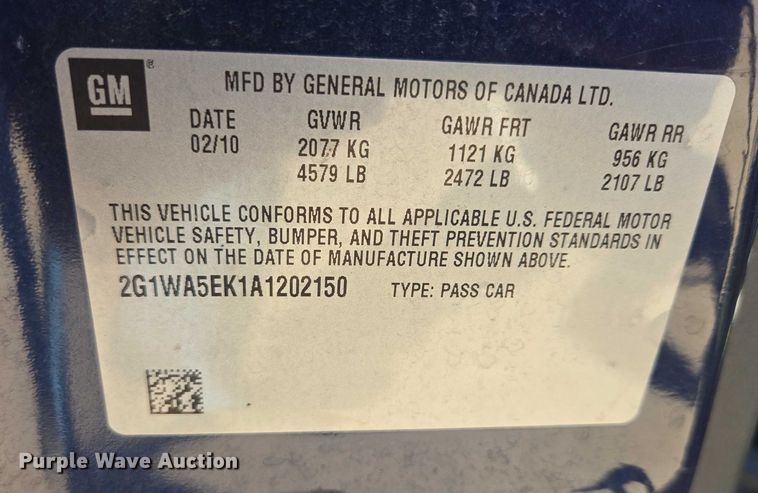 GM®
MFD BY GENERAL MOTORS OF CANADA LTD.
DATE GVWR GAWR FRT GAWR RR
02/10 2077 KG 1121 KG 956 KG
4579 LB 2472 LB 2107 LB
THIS VEHICLE CONFORMS TO ALL APPLICABLE U.S. FEDERAL MOTOR
VEHICLE SAFETY, BUMPER, AND THEFT PREVENTION STANDARDS IN
EFFECT ON THE DATE OF MANUFACTURE SHOWN ABOVE.
2G1WA5EK1A1202150 TYPE: PASS CAR
Purple Wave Auction